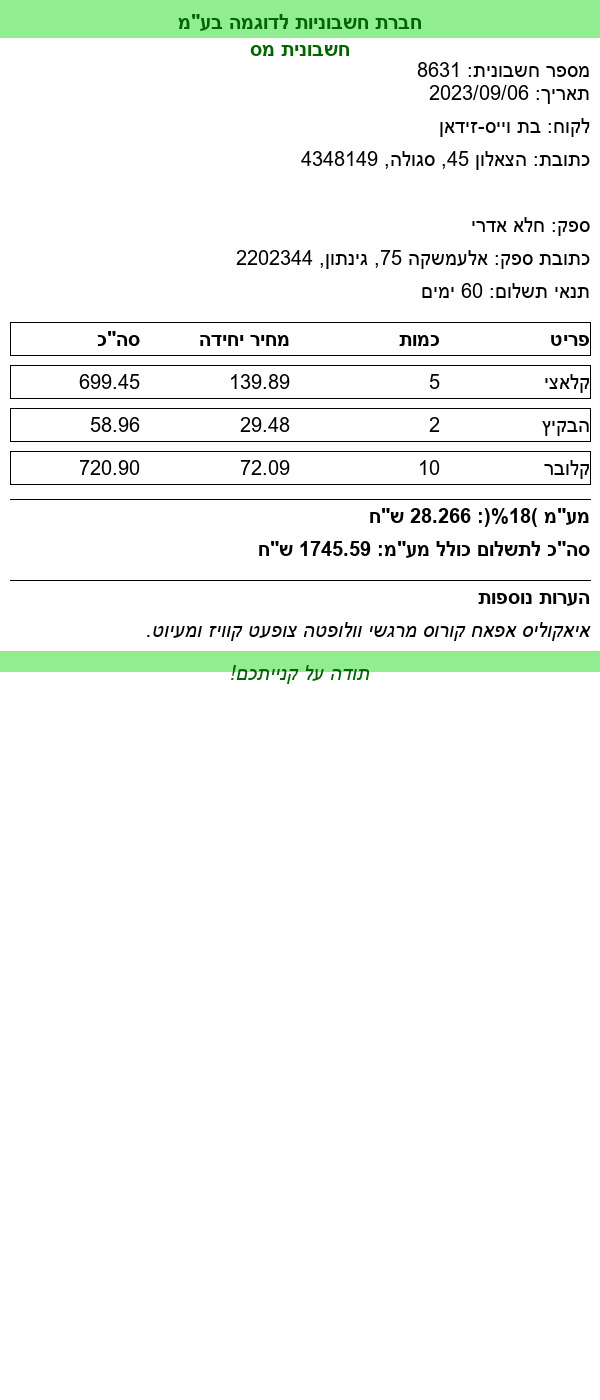 חברת חשבוניות לדוגמה בע"מ
חשבונית מס
מספר חשבונית: 8631
תאריך: 2023/09/06
לקוח: בת וייס-זידאן
כתובת: הצאלון 45, סגולה, 4348149
ספק: חלא אדרי
כתובת ספק: אלעמשקה 75, גינתון, 2202344
תנאי תשלום: 60 ימים
פריט כמות מחיר יחידה סה"כ
קלאצי 5 139.89 699.45
הבקיץ 2 29.48 58.96
קלובר 10 72.09 720.90
מע"מ )18%(: 28.266 ש"ח
סה"כ לתשלום כולל מע"מ: 1745.59 ש"ח
הערות נוספות
איאקוליס אפאח קורוס מרגשי וולופטה צופעט קוויז ומעיוט.
תודה על קנייתכם!